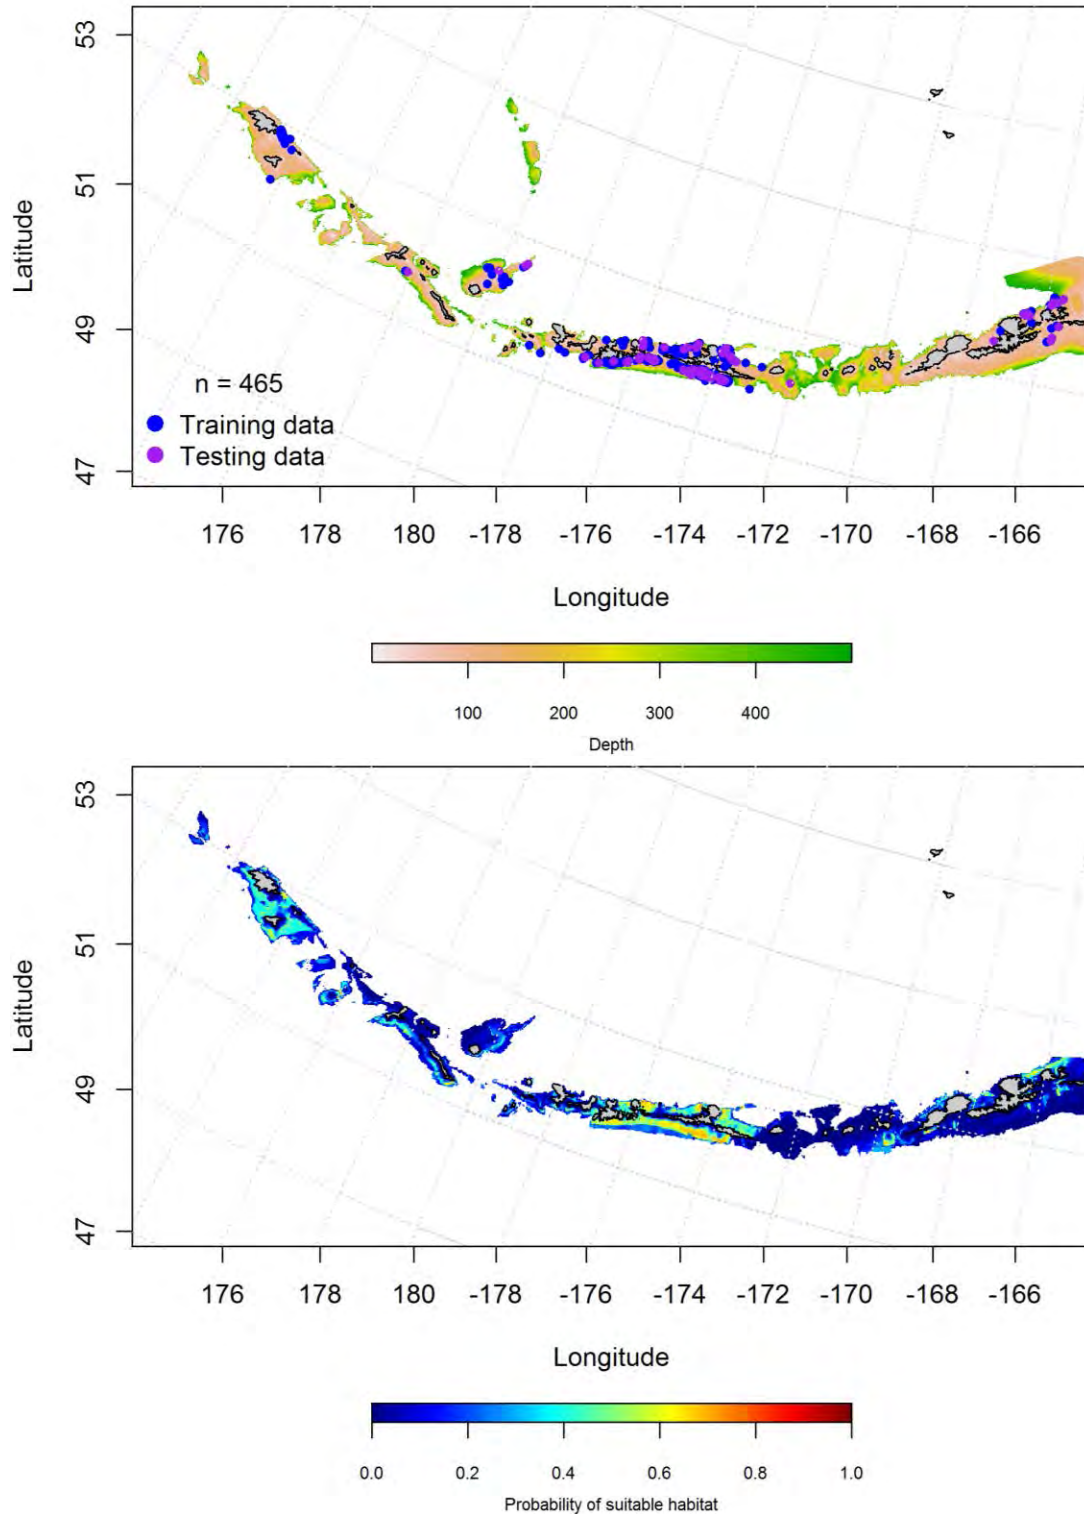 53
51
49
47
Latitude
n = 465
Training data
Testing data
176 178 180 -178 -176 -174 -172 -170 -168 -166
Longitude
100 200 300 400
Depth
53
51
49
47
Latitude
176 178 180 -178 -176 -174 -172 -170 -168 -166
Longitude
0.0 0.2 0.4 0.6 0.8 1.0
Probability of suitable habitat